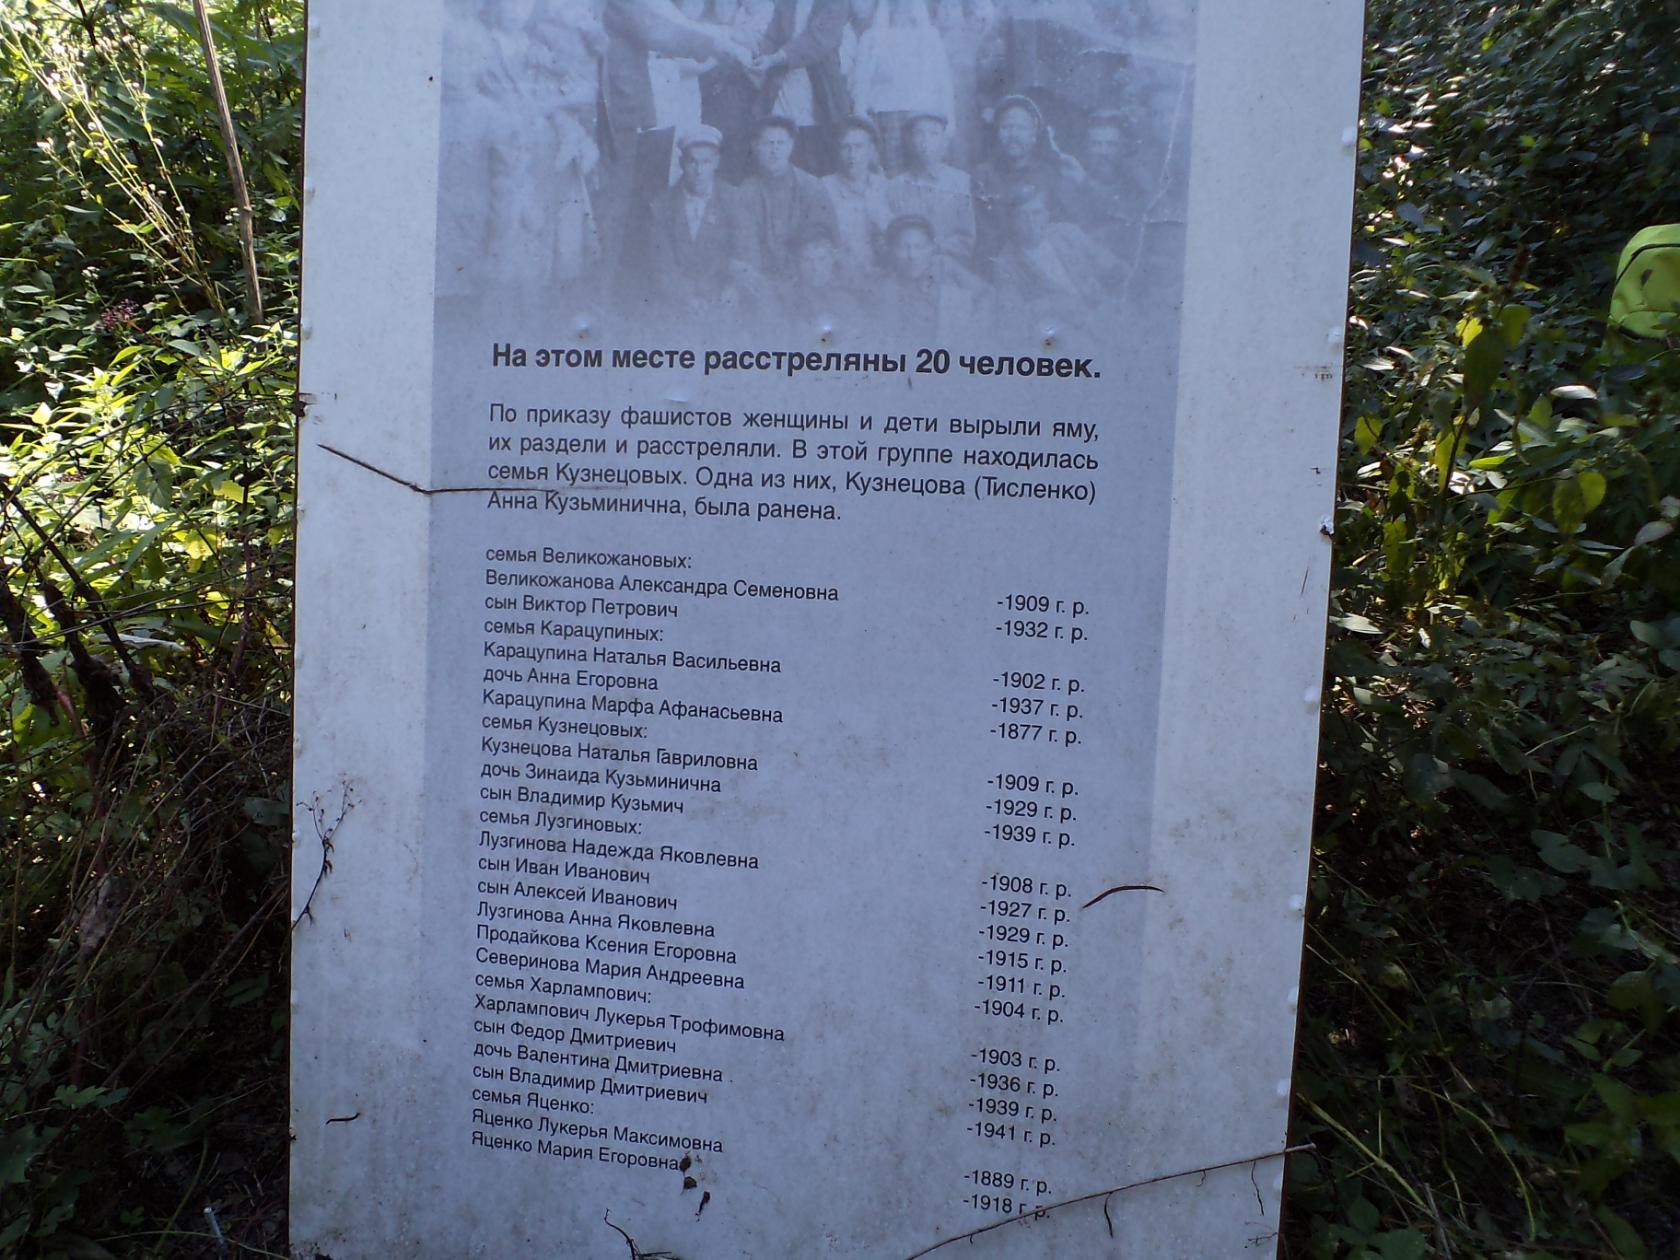 На этом месте расстреляны 20 человек.
По приказу фашистов женщины и дети вырыли яму,
их раздели и расстреляли. В этой группе находилась
семья Кузнецовых. Одна из них, Кузнецова (Тисленко)
Анна Кузьминична, была ранена.
семья Великожановых:
Великожанова Александра Семеновна -1909 г. р.
сын Виктор Петрович -1932 г. р.
семья Карацупиных:
Карацупина Наталья Васильевна -1902 г. р.
дочь Анна Егоровна -1937 г. р.
Карацупина Марфа Афанасьевна -1877 г. р.
семья Кузнецовых:
Кузнецова Наталья Гавриловна -1909 г. р.
дочь Зинаида Кузьминична -1929 г. р.
сын Владимир Кузьмич -1939 г. р.
семья Лузгиновых:
Лузгинова Надежда Яковлевна -1908 г. р.
сын Иван Иванович -1927 г. р.
сын Алексей Иванович -1929 г. р.
Лузгинова Анна Яковлевна -1915 г. р.
Продайкова Ксения Егоровна -1911 г. р.
Северинова Мария Андреевна -1904 г. р.
семья Харлампович:
Харлампович Лукерья Трофимовна -1903 г. р.
сын Федор Дмитриевич -1936 г. р.
дочь Валентина Дмитриевна -1939 г. р.
сын Владимир Дмитриевич -1941 г. р.
семья Яценко:
Яценко Лукерья Максимовна -1889 г. р.
Яценко Мария Егоровна -1918 г. р.